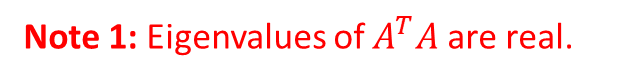 Note 1: Eigenvalues of $A^T A$ are real.